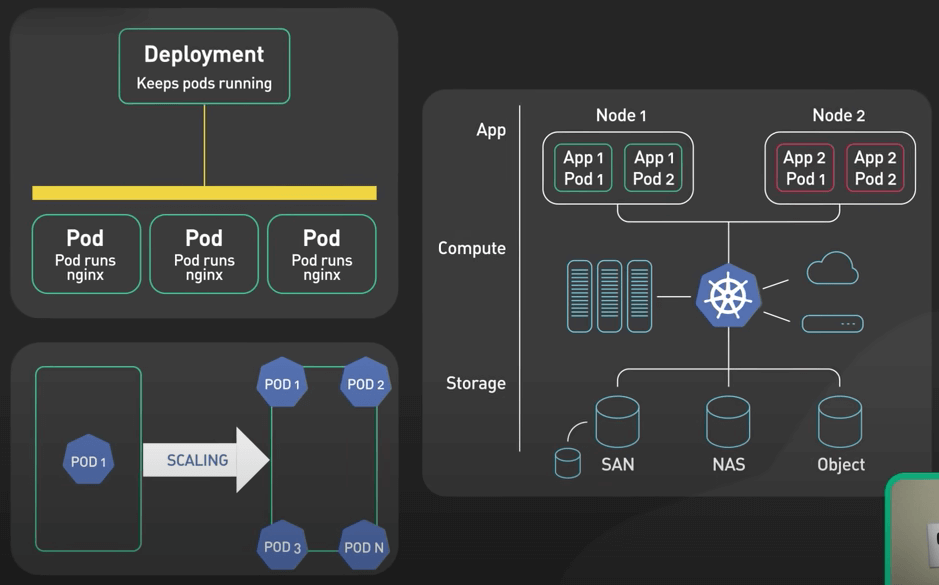 Deployment
Keeps pods running
Pod
Pod runs
nginx
Pod
Pod runs
nginx
Pod
Pod runs
nginx
POD 1
SCALING
POD 1
POD 2
POD 3
POD N
App
Node 1
Node 2
App 1
Pod 1
App 1
Pod 2
App 2
Pod 1
App 2
Pod 2
Compute
Storage
SAN
NAS
Object